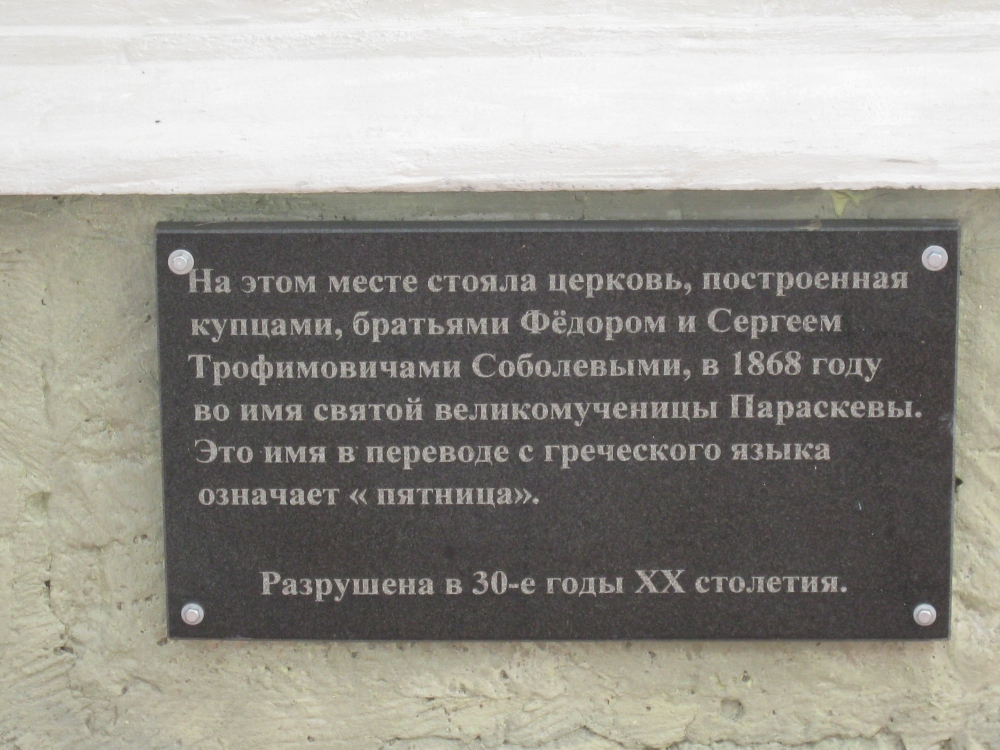 На этом месте стояла церковь, построенная
купцами, братьями Фёдором и Сергеем
Трофимовичами Соболевыми, в 1868 году
во имя святой великомученицы Параскевы.
Это имя в переводе с греческого языка
означает « пятница».
Разрушена в 30-е годы XX столетия.